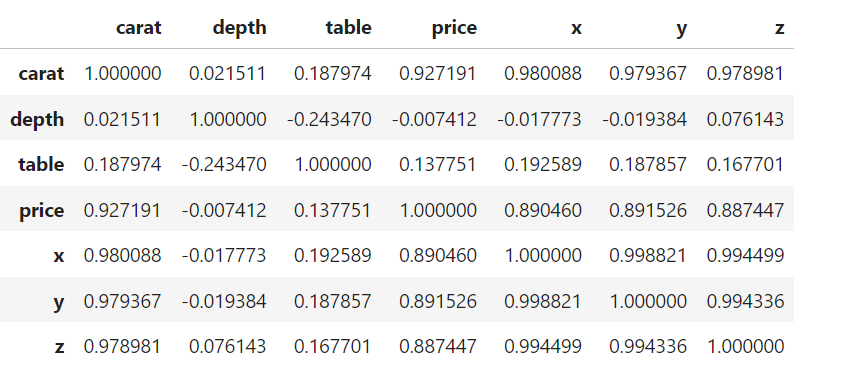 carat depth table price x y z
carat 1.000000 0.021511 0.187974 0.927191 0.980088 0.979367 0.978981
depth 0.021511 1.000000 -0.243470 -0.007412 -0.017773 -0.019384 0.076143
table 0.187974 -0.243470 1.000000 0.137751 0.192589 0.187857 0.167701
price 0.927191 -0.007412 0.137751 1.000000 0.890460 0.891526 0.887447
x 0.980088 -0.017773 0.192589 0.890460 1.000000 0.998821 0.994499
y 0.979367 -0.019384 0.187857 0.891526 0.998821 1.000000 0.994336
z 0.978981 0.076143 0.167701 0.887447 0.994499 0.994336 1.000000